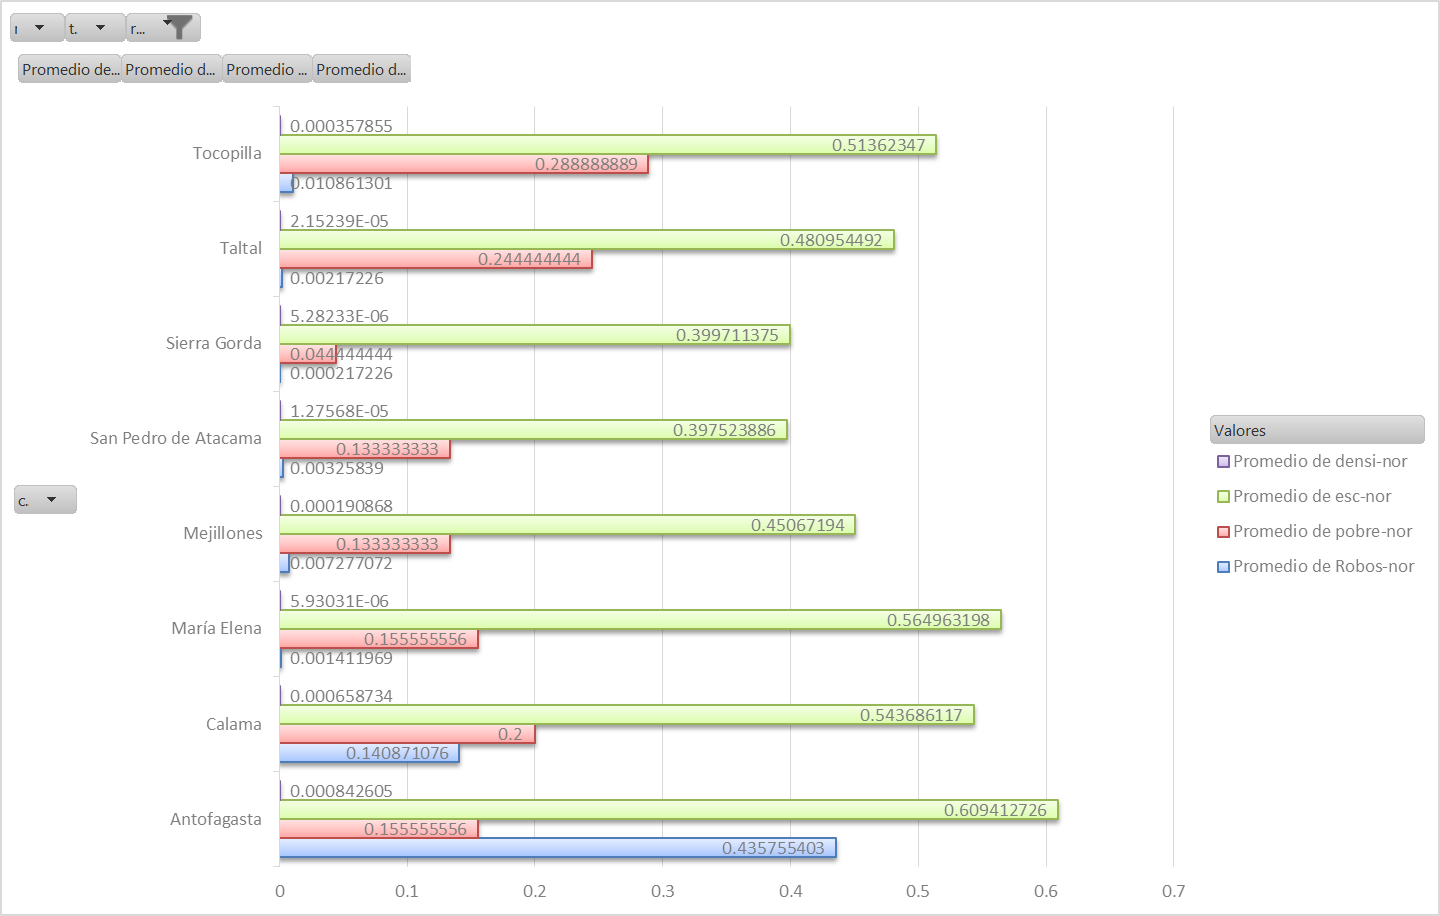 t.
r...
Promedio de...
Promedio d...
Promedio ...
Promedio d...
Tocopilla
0.000357855
0.51362347
0.288888889
0.010861301
Taltal
2.15239E-05
0.480954492
0.244444444
0.00217226
Sierra Gorda
5.28233E-06
0.399711375
0.044444444
0.000217226
San Pedro de Atacama
1.27568E-05
0.397523886
0.133333333
0.00325839
Mejillones
0.000190868
0.45067194
0.133333333
0.007277072
María Elena
5.93031E-06
0.564963198
0.155555556
0.001411969
Calama
0.000658734
0.543686117
0.2
0.140871076
Antofagasta
0.000842605
0.609412726
0.155555556
0.435755403
0
0.1
0.2
0.3
0.4
0.5
0.6
0.7
c.
Valores
Promedio de densi-nor
Promedio de esc-nor
Promedio de pobre-nor
Promedio de Robos-nor